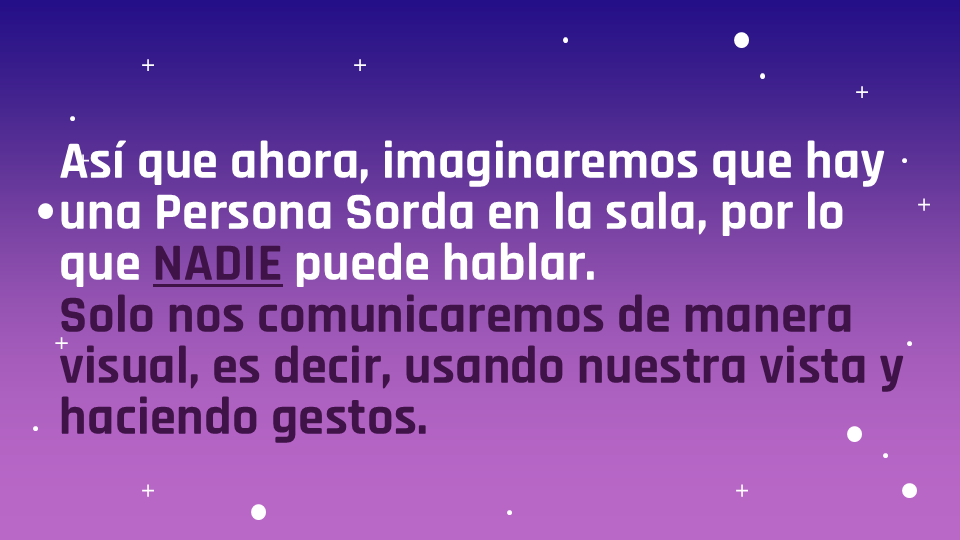 Así que ahora, imaginaremos que hay
una Persona Sorda en la sala, por lo
que NADIE puede hablar.
Solo nos comunicaremos de manera
visual, es decir, usando nuestra vista y
haciendo gestos.